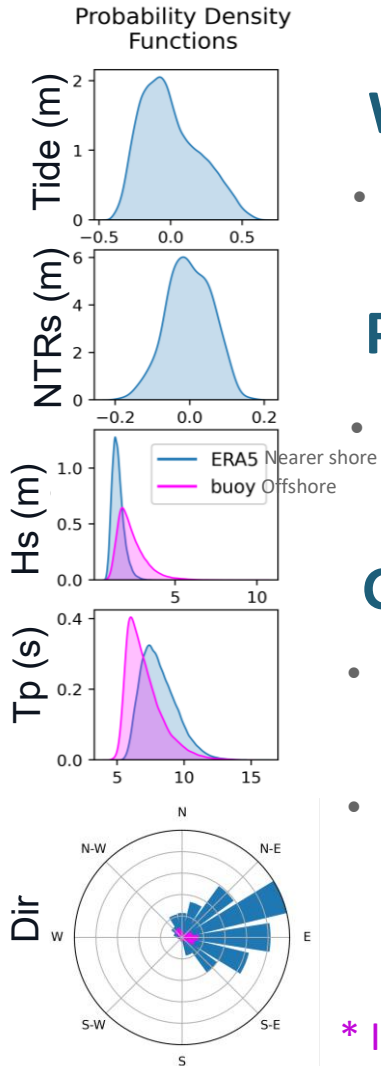 Probability Density
Functions
Tide (m)
2
1
0
−0.5
0.0
0.5
NTRs (m)
6
4
2
0
−0.2
0.0
0.2
Hs (m)
1.0
0.5
0.0
ERA5 Nearer shore
buoy Offshore
5
10
Tp (s)
0.4
0.2
0.0
5
10
15
Dir
N
N-W
N-E
W
E
S-W
S-E
S
*